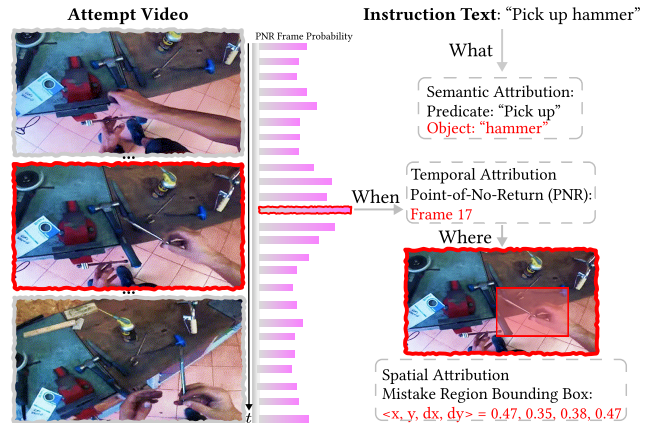 Attempt Video
PNR Frame Probability
Instruction Text: “Pick up hammer”
What
Semantic Attribution:
Predicate: “Pick up”
Object: “hammer”
When
Temporal Attribution
Point-of-No-Return (PNR):
Frame 17
Where
Spatial Attribution
Mistake Region Bounding Box:
<x, y, dx, dy> = 0.47, 0.35, 0.38, 0.47
...
...
t